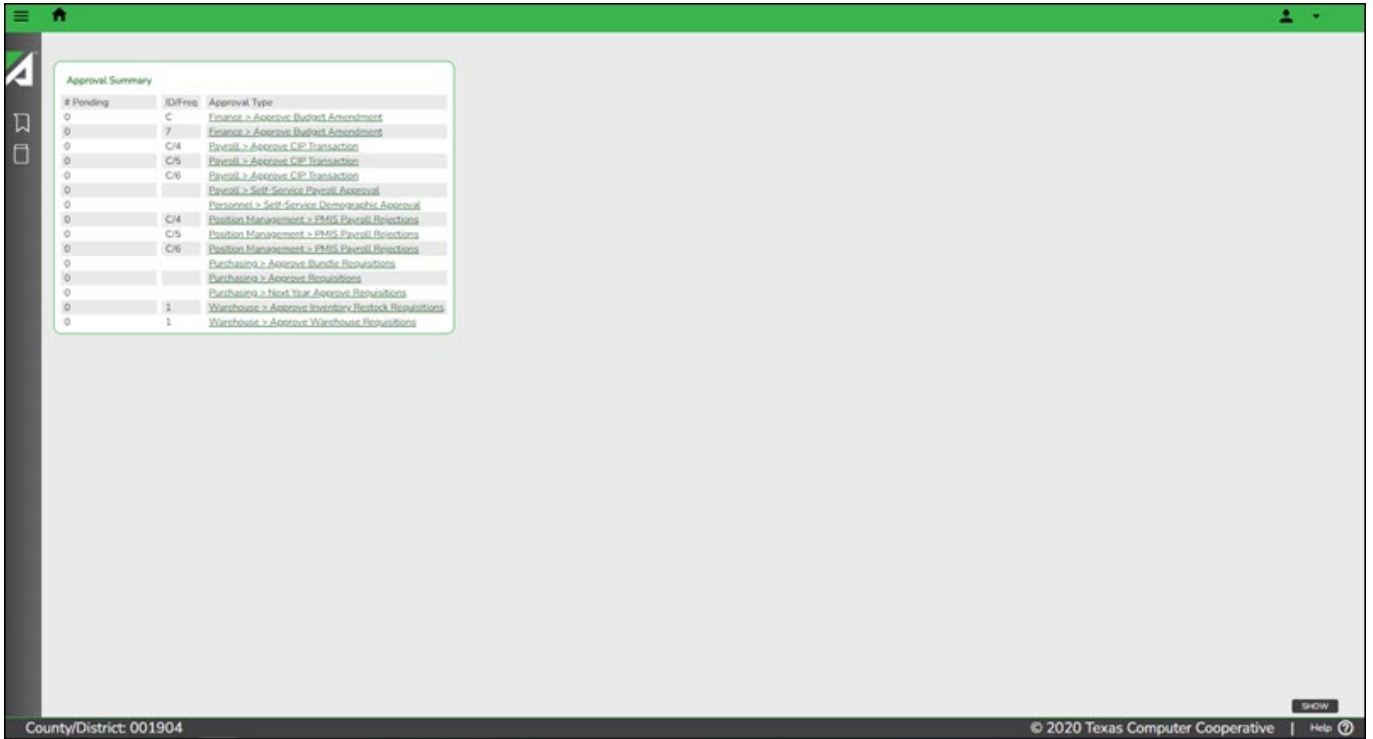 Approval Summary
# Pending ID/Freq Approval Type
0 C Finance > Approve Budget Amendment
0 7 Finance > Approve Budget Amendment
0 C/4 Payroll > Approve CIP Transaction
0 C/5 Payroll > Approve CIP Transaction
0 C/6 Payroll > Approve CIP Transaction
0 Payroll > Self-Service Payroll Approval
0 Personnel > Self-Service Demographic Approval
0 C/4 Position Management > PMIS Payroll Rejections
0 C/5 Position Management > PMIS Payroll Rejections
0 C/6 Position Management > PMIS Payroll Rejections
0 Purchasing > Approve Bundle Requisitions
0 Purchasing > Approve Requisitions
0 Purchasing > Next Year Approve Requisitions
0 1 Warehouse > Approve Inventory Restock Requisitions
0 1 Warehouse > Approve Warehouse Requisitions
SHOW
County/District: 001904 © 2020 Texas Computer Cooperative | Help ?